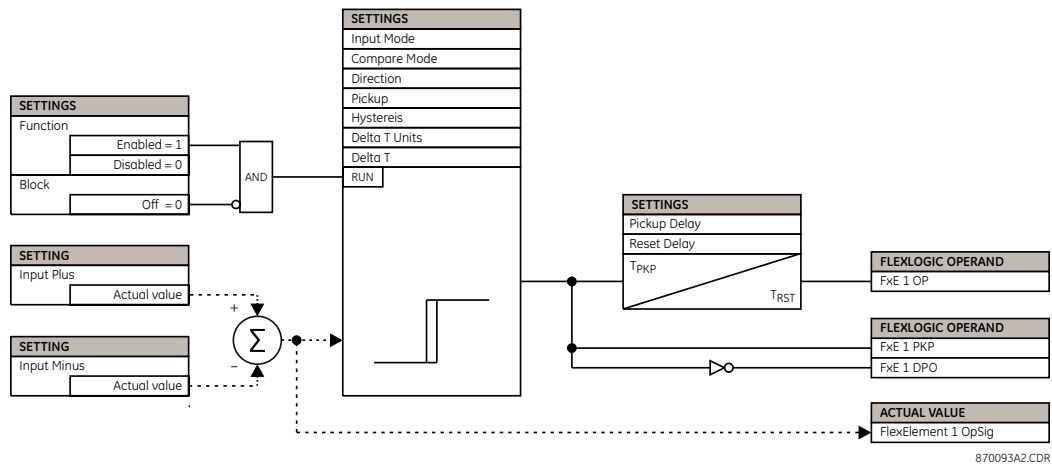 SETTINGS
Function
Enabled = 1
Disabled = 0
Block
Off = 0
AND
SETTING
Input Plus
Actual value
SETTING
Input Minus
Actual value
+
Σ
−
SETTINGS
Input Mode
Compare Mode
Direction
Pickup
Hystereis
Delta T Units
Delta T
RUN
SETTINGS
Pickup Delay
Reset Delay
TPKP
TRST
FLEXLOGIC OPERAND
FxE 1 OP
FLEXLOGIC OPERAND
FxE 1 PKP
FxE 1 DPO
ACTUAL VALUE
FlexElement 1 OpSig
870093A2.CDR